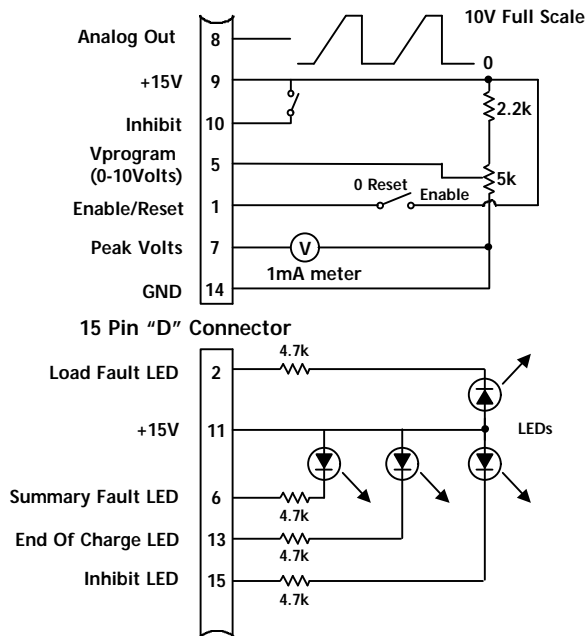 10V Full Scale
Analog Out 8
0
+15V 9
2.2k
Inhibit 10
Vprogram
(0-10Volts) 5
5k
0 Reset Enable
Enable/Reset 1
Peak Volts 7 V
1mA meter
GND 14
15 Pin “D” Connector
4.7k
Load Fault LED 2
+15V 11
LEDs
Summary Fault LED 6
4.7k
End Of Charge LED 13
4.7k
Inhibit LED 15
4.7k